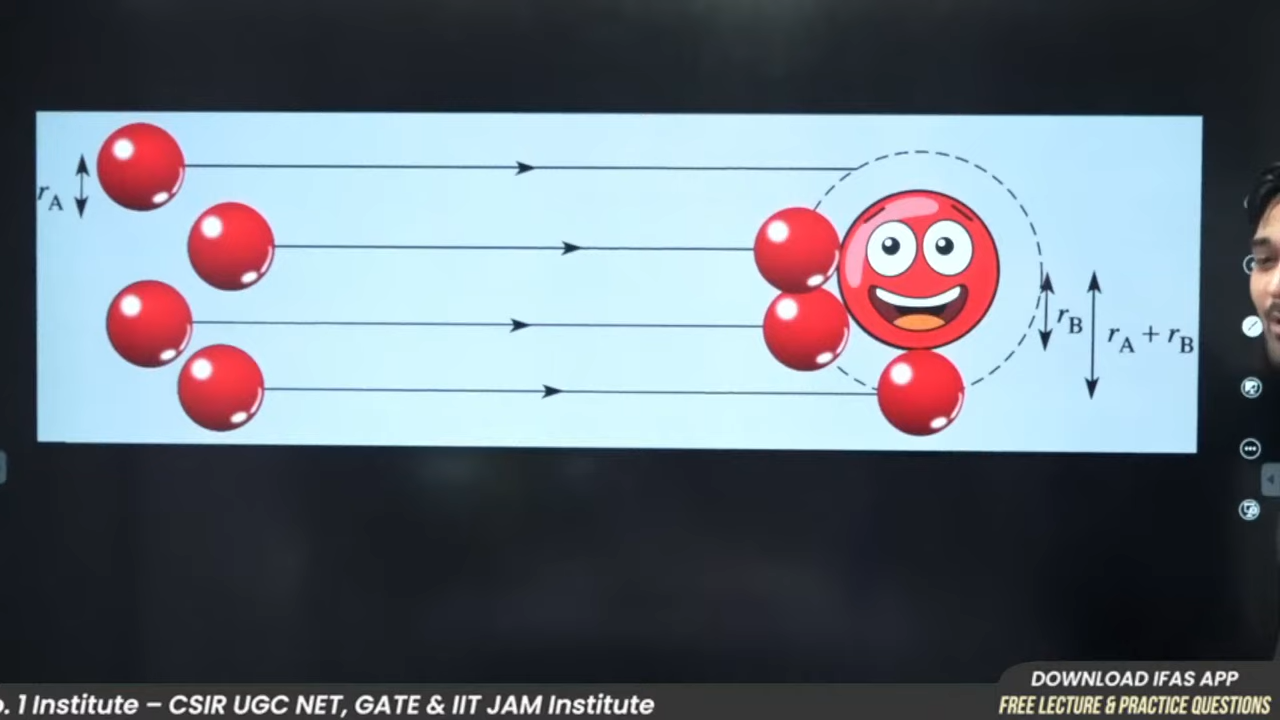 rA
rB
rA + rB
DOWNLOAD IFAS APP
o. 1 Institute – CSIR UGC NET, GATE & IIT JAM Institute
FREE LECTURE & PRACTICE QUESTIONS